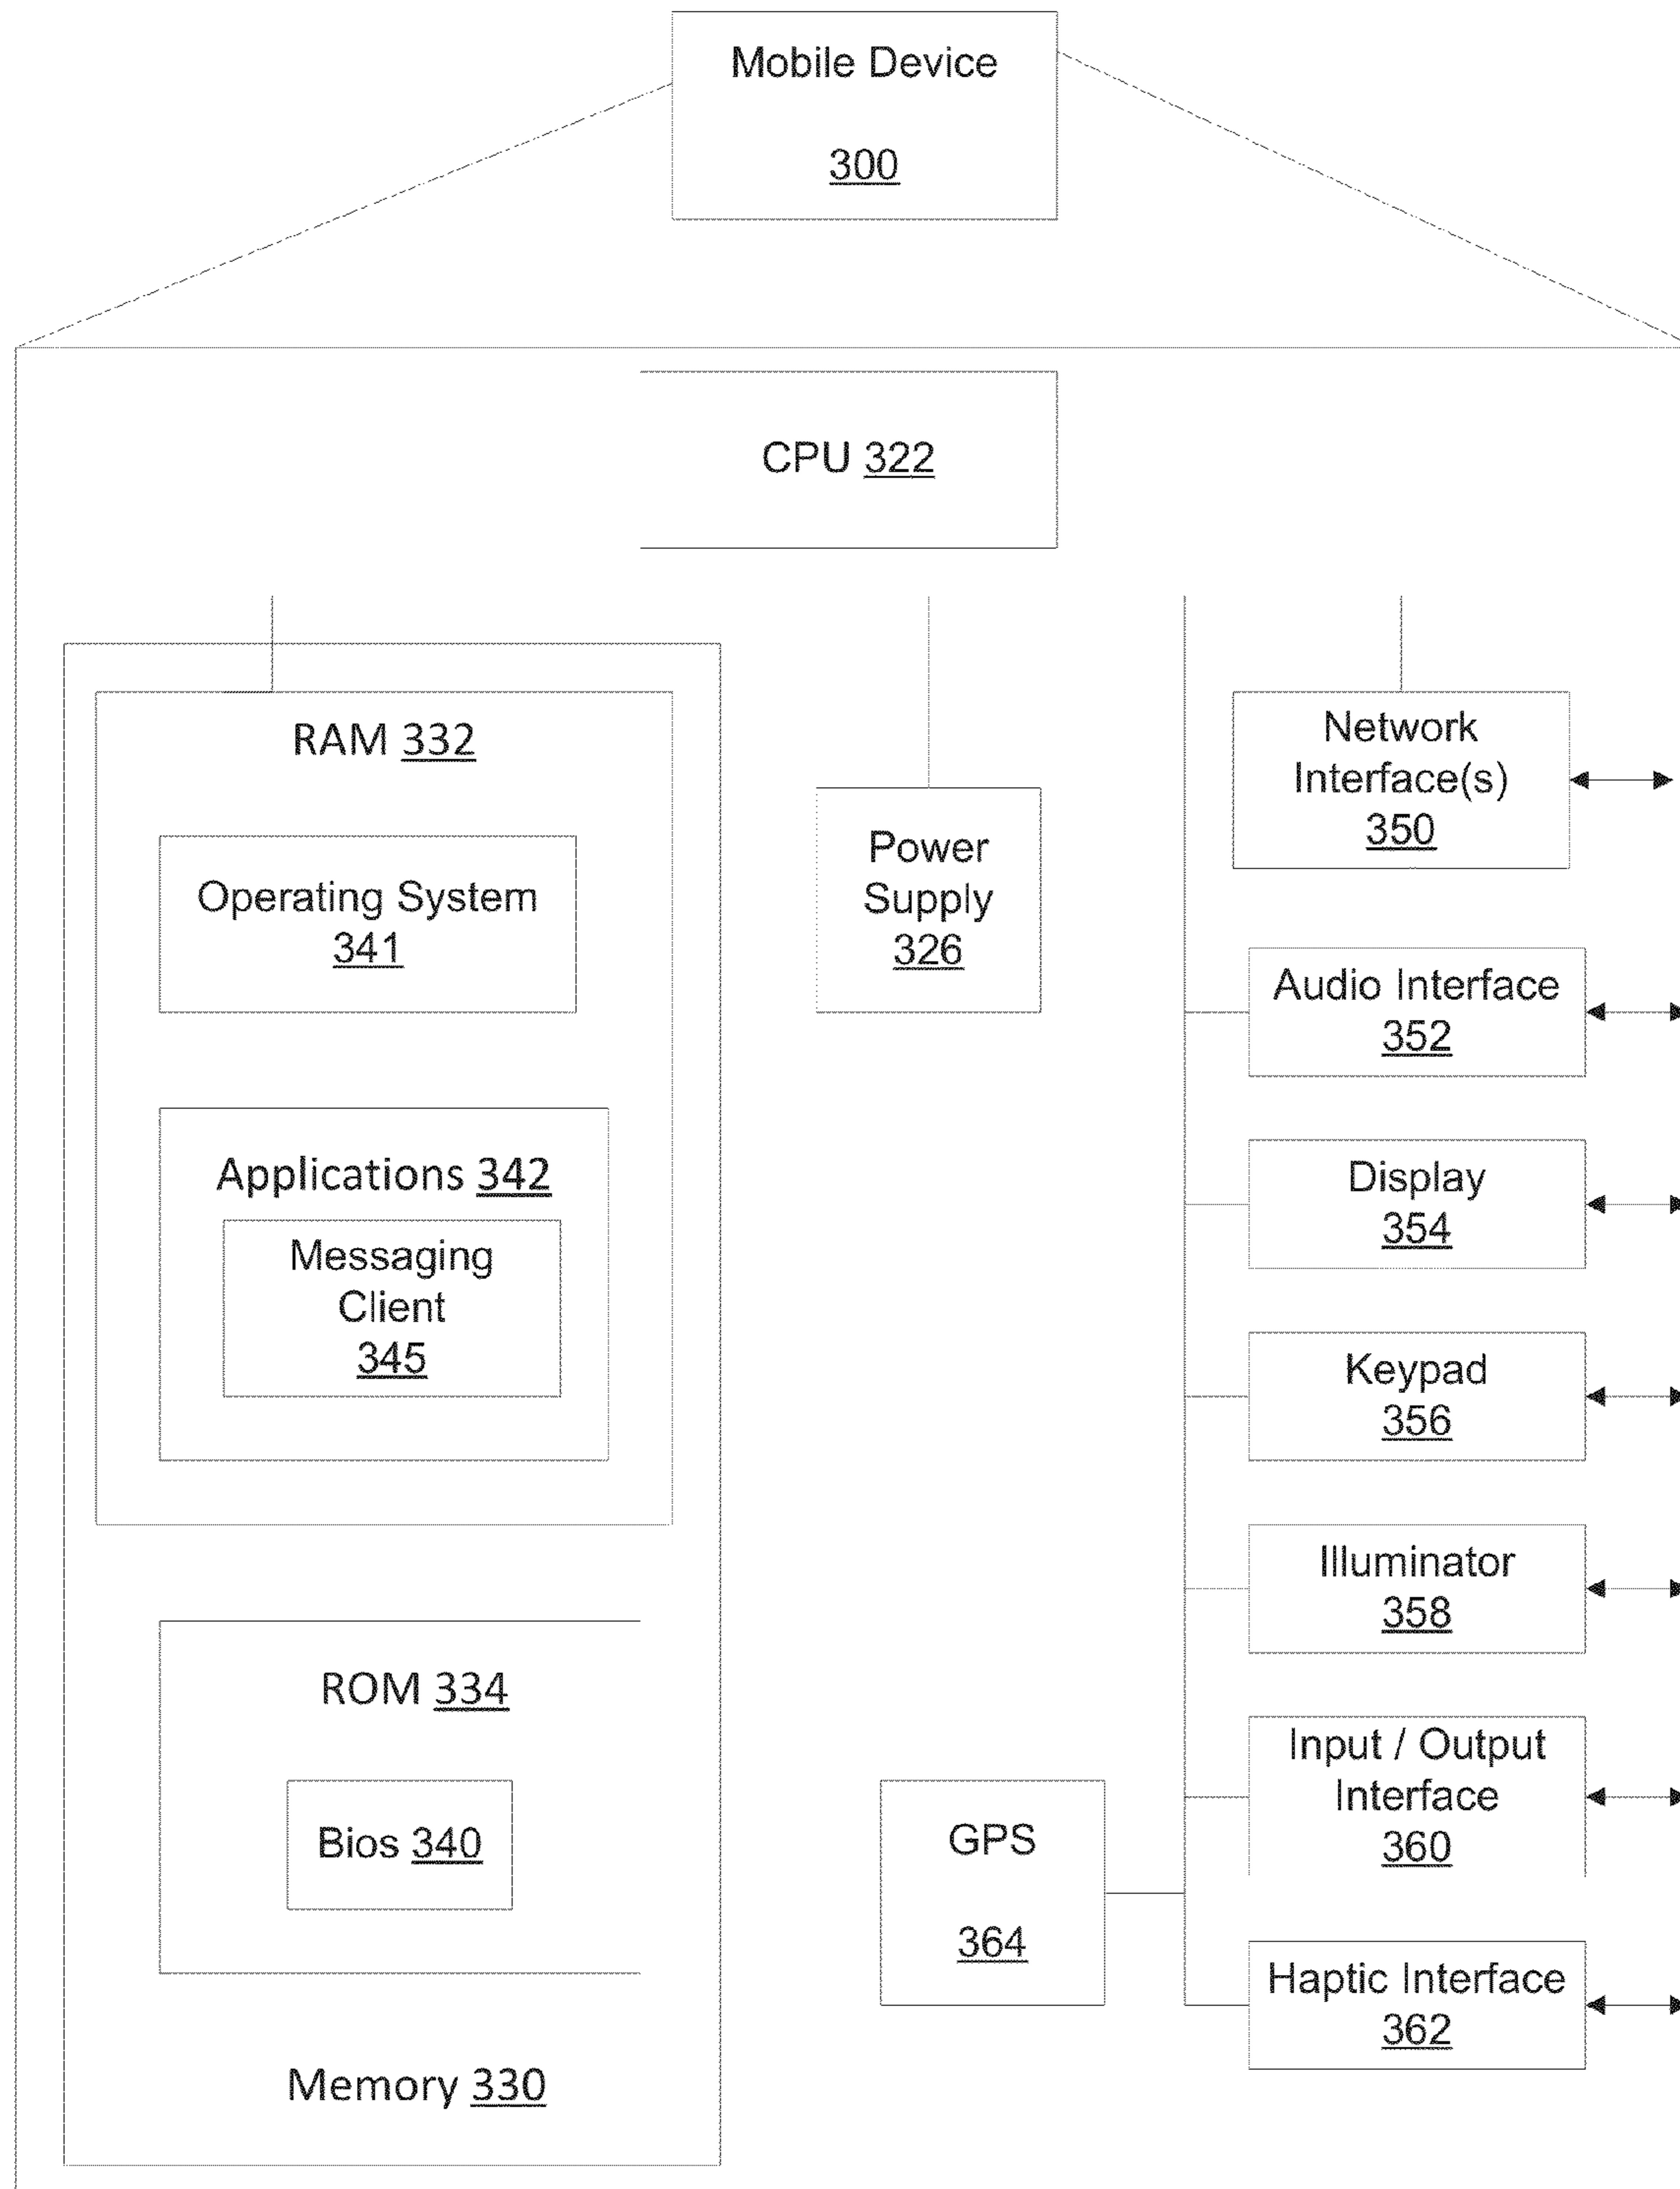 Mobile Device
300
CPU 322
RAM 332
Operating System
341
Applications 342
Messaging
Client
345
ROM 334
Bios 340
Memory 330
Power
Supply
326
GPS
364
Network
Interface(s)
350
Audio Interface
352
Display
354
Keypad
356
Illuminator
358
Input / Output
Interface
360
Haptic Interface
362